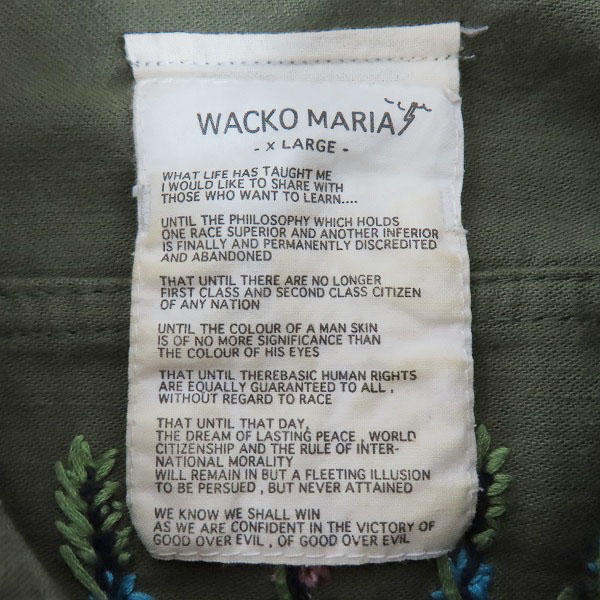 WACKO MARIA
- X LARGE -
WHAT LIFE HAS TAUGHT ME
I WOULD LIKE TO SHARE WITH
THOSE WHO WANT TO LEARN....
UNTIL THE PHILOSOPHY WHICH HOLDS
ONE RACE SUPERIOR AND ANOTHER INFERIOR
IS FINALLY AND PERMANENTLY DISCREDITED
AND ABANDONED
THAT UNTIL THERE ARE NO LONGER
FIRST CLASS AND SECOND CLASS CITIZEN
OF ANY NATION
UNTIL THE COLOUR OF A MAN SKIN
IS OF NO MORE SIGNIFICANCE THAN
THE COLOUR OF HIS EYES
THAT UNTIL THEREBASIC HUMAN RIGHTS
ARE EQUALLY GUARANTEED TO ALL ,
WITHOUT REGARD TO RACE
THAT UNTIL THAT DAY,
THE DREAM OF LASTING PEACE , WORLD
CITIZENSHIP AND THE RULE OF INTER-
NATIONAL MORALITY
WILL REMAIN IN BUT A FLEETING ILLUSION
TO BE PERSUED , BUT NEVER ATTAINED
WE KNOW WE SHALL WIN
AS WE ARE CONFIDENT IN THE VICTORY OF
GOOD OVER EVIL , OF GOOD OVER EVIL